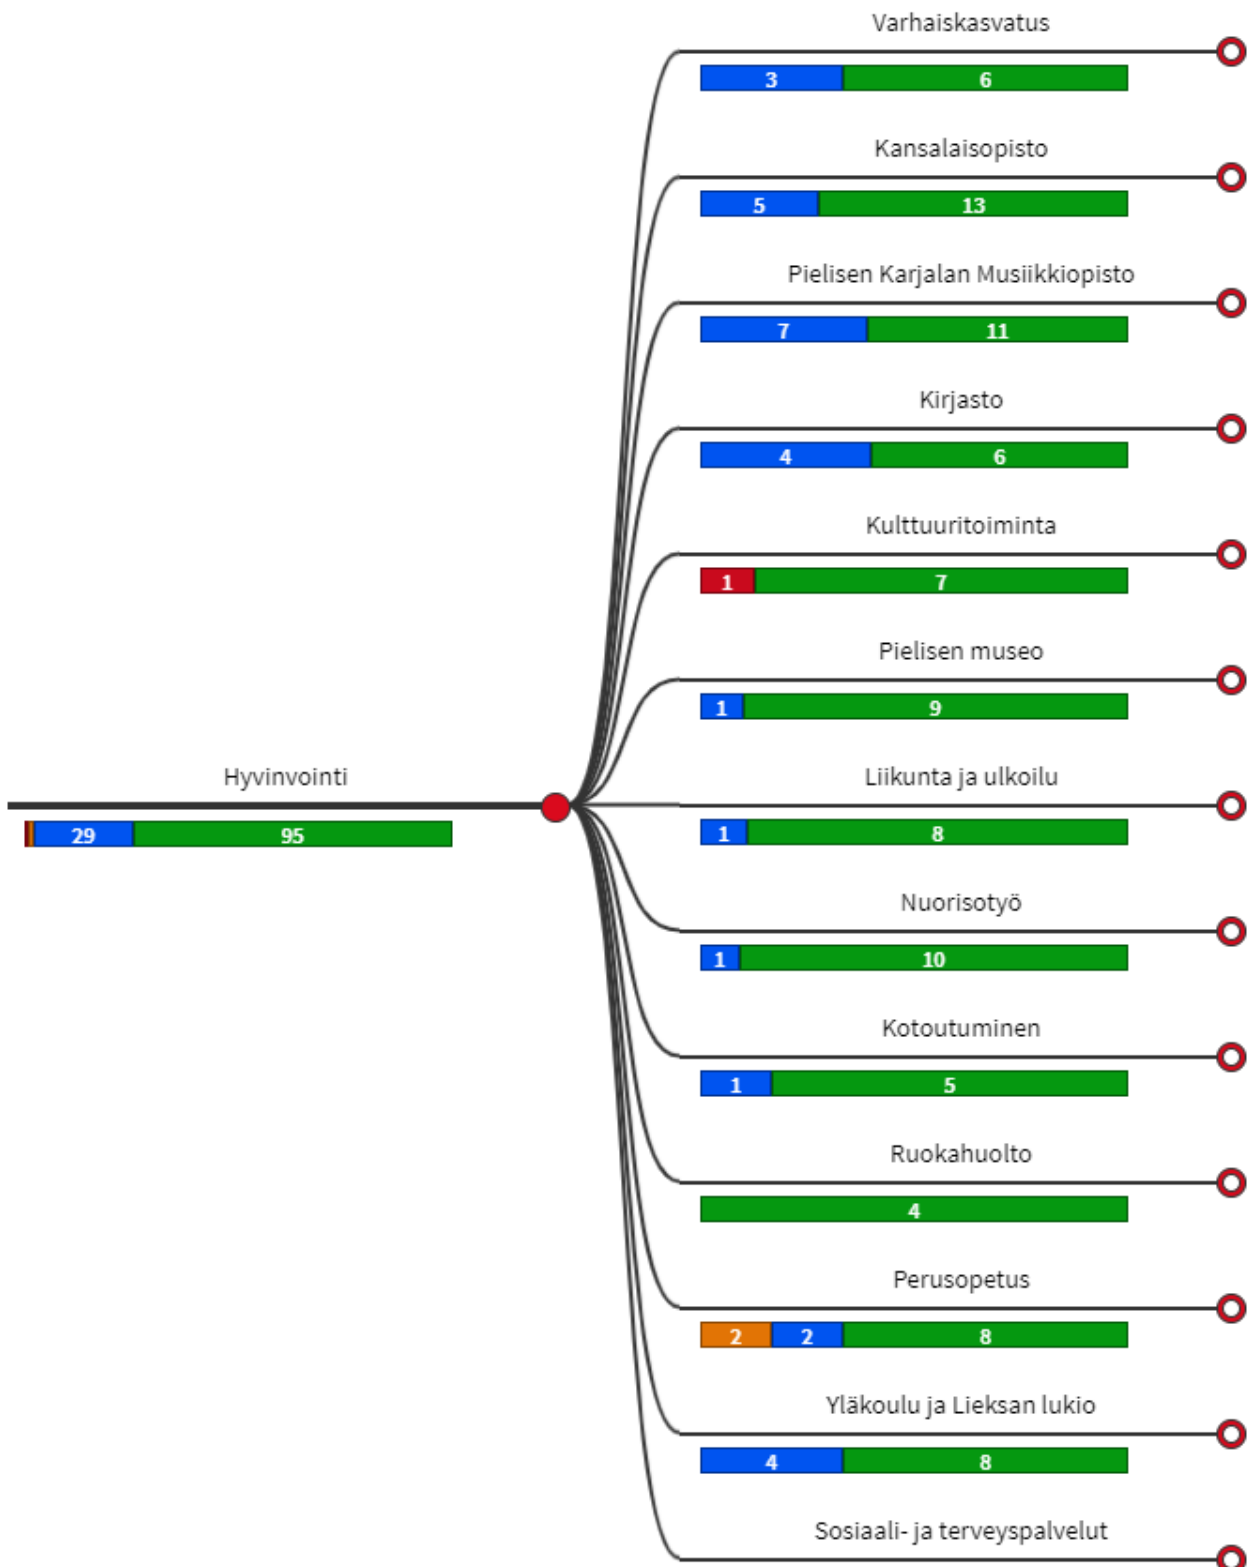 Varhaiskasvatus
3 6
Kansalaisopisto
5 13
Pielisen Karjalan Musiikkiopisto
7 11
Kirjasto
4 6
Kulttuuritoiminta
1 7
Pielisen museo
1 9
Hyvinvointi
29 95
Liikunta ja ulkoilu
1 8
Nuorisotyö
1 10
Kotoutuminen
1 5
Ruokahuolto
4
Perusopetus
2 2 8
Yläkoulu ja Lieksan lukio
4 8
Sosiaali- ja terveyspalvelut